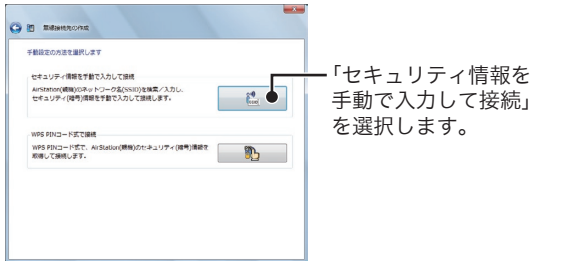 無線接続先の作成
手動設定の方法を選択します
セキュリティ情報を手動で入力して接続
AirStation(親機)のネットワーク名(SSID)を検索／入力し、
セキュリティ(暗号)情報を手動で入力して接続します。
WPS PINコード式で接続
WPS PINコード式で、AirStation(親機)のセキュリティ(暗号)情報を
取得して接続します。
「セキュリティ情報を
手動で入力して接続」
を選択します。